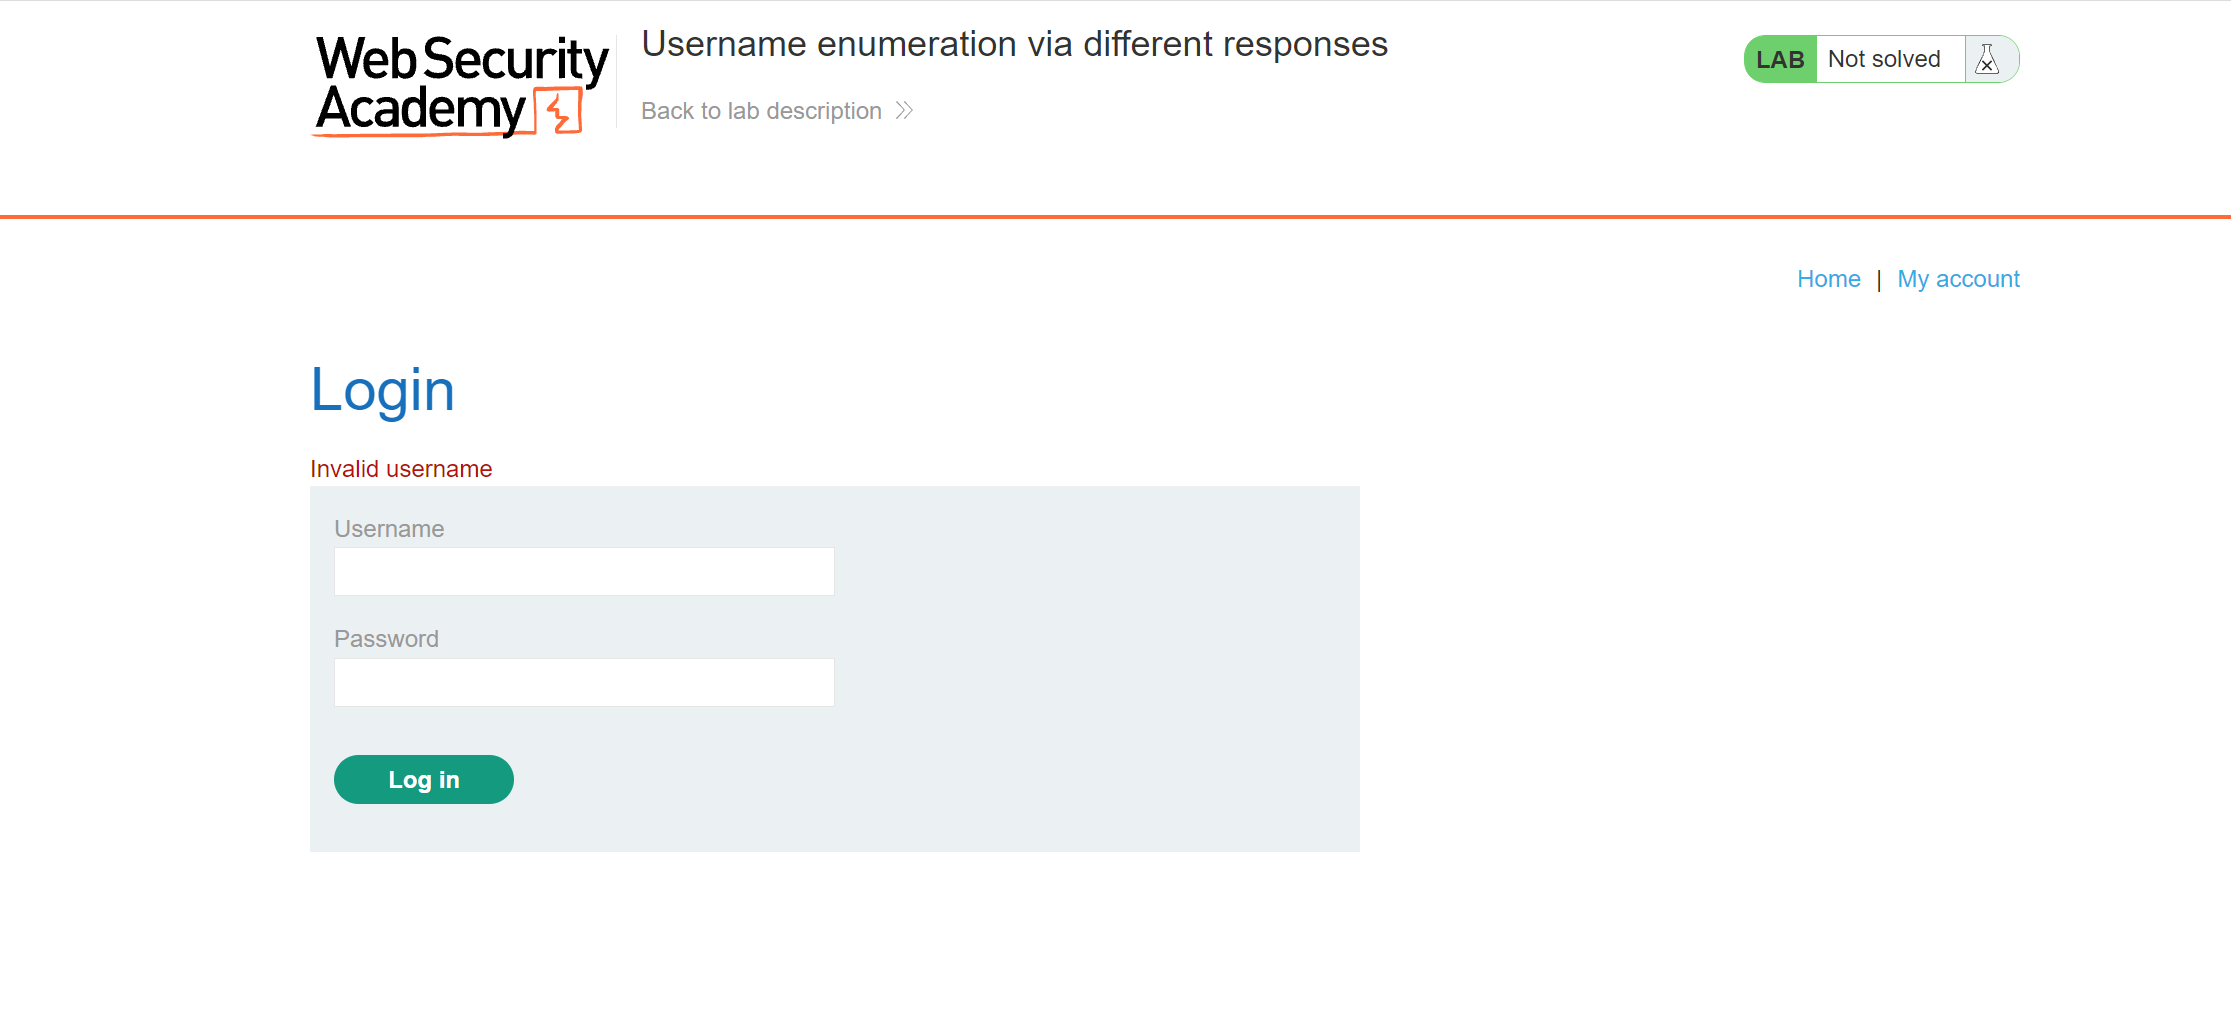 Web Security
Academy
Username enumeration via different responses
Back to lab description
LAB Not solved
Home | My account
Login
Invalid username
Username
Password
Log in